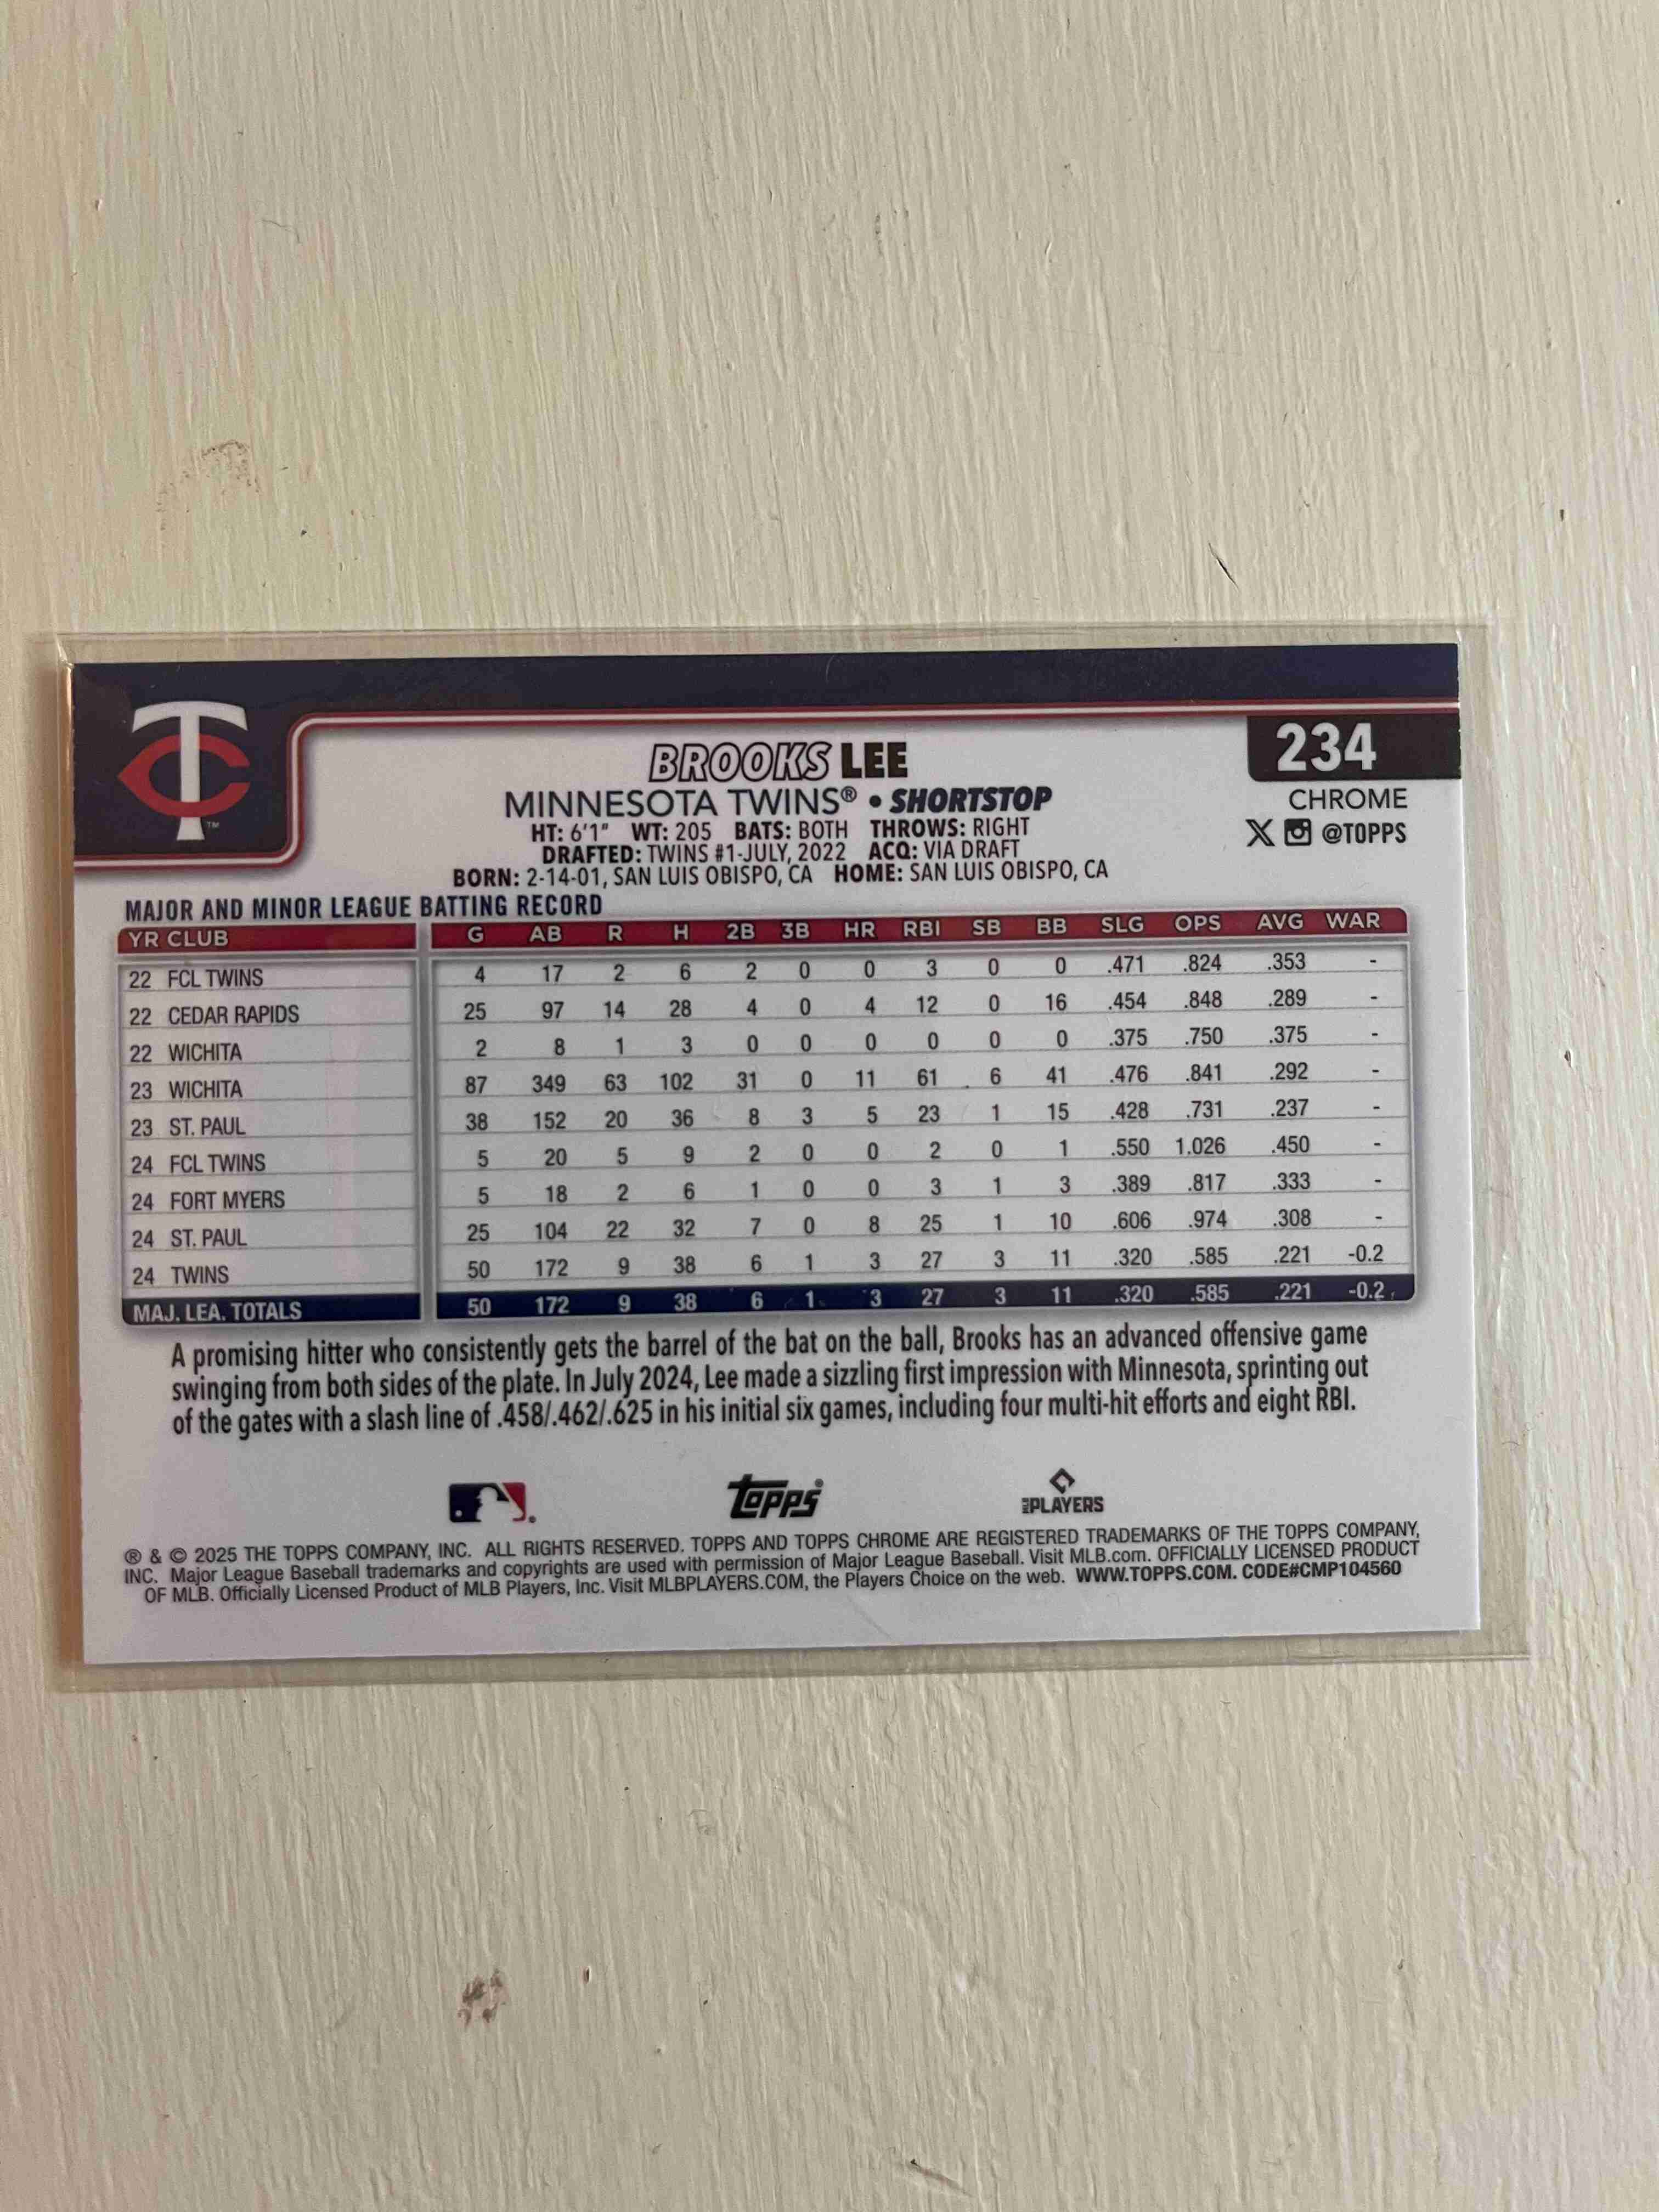 TC™
BROOKS LEE
234
MINNESOTA TWINS® • SHORTSTOP
CHROME
HT: 6'1" WT: 205 BATS: BOTH THROWS: RIGHT
X @TOPPS
DRAFTED: TWINS #1-JULY, 2022 ACQ: VIA DRAFT
BORN: 2-14-01, SAN LUIS OBISPO, CA HOME: SAN LUIS OBISPO, CA
MAJOR AND MINOR LEAGUE BATTING RECORD
YR CLUB G AB R H 2B 3B HR RBI SB BB SLG OPS AVG WAR
22 FCL TWINS 4 17 2 6 2 0 0 3 0 0 .471 .824 .353 -
22 CEDAR RAPIDS 25 97 14 28 4 0 4 12 0 16 .454 .848 .289 -
22 WICHITA 2 8 1 3 0 0 0 0 0 0 .375 .750 .375 -
23 WICHITA 87 349 63 102 31 0 11 61 6 41 .476 .841 .292 -
23 ST. PAUL 38 152 20 36 8 3 5 23 1 15 .428 .731 .237 -
24 FCL TWINS 5 20 5 9 2 0 0 2 0 1 .550 1.026 .450 -
24 FORT MYERS 5 18 2 6 1 0 0 3 1 3 .389 .817 .333 -
24 ST. PAUL 25 104 22 32 7 0 8 25 1 10 .606 .974 .308 -
24 TWINS 50 172 9 38 6 1 3 27 3 11 .320 .585 .221 -0.2
MAJ. LEA. TOTALS 50 172 9 38 6 1 3 27 3 11 .320 .585 .221 -0.2
A promising hitter who consistently gets the barrel of the bat on the ball, Brooks has an advanced offensive game
swinging from both sides of the plate. In July 2024, Lee made a sizzling first impression with Minnesota, sprinting out
of the gates with a slash line of .458/.462/.625 in his initial six games, including four multi-hit efforts and eight RBI.
topps®
MLB PLAYERS
® & © 2025 THE TOPPS COMPANY, INC. ALL RIGHTS RESERVED. TOPPS AND TOPPS CHROME ARE REGISTERED TRADEMARKS OF THE TOPPS COMPANY,
INC. Major League Baseball trademarks and copyrights are used with permission of Major League Baseball. Visit MLB.com. OFFICIALLY LICENSED PRODUCT
OF MLB. Officially Licensed Product of MLB Players, Inc. Visit MLBPLAYERS.COM, the Players Choice on the web. WWW.TOPPS.COM. CODE#CMP104560